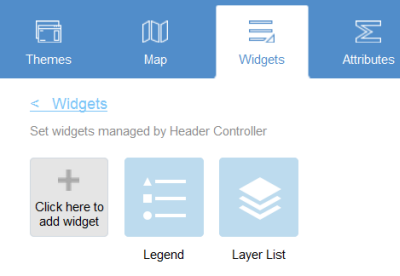 Themes Map Widgets Attributes
< Widgets
Set widgets managed by Header Controller
Click here to
add widget
Legend Layer List